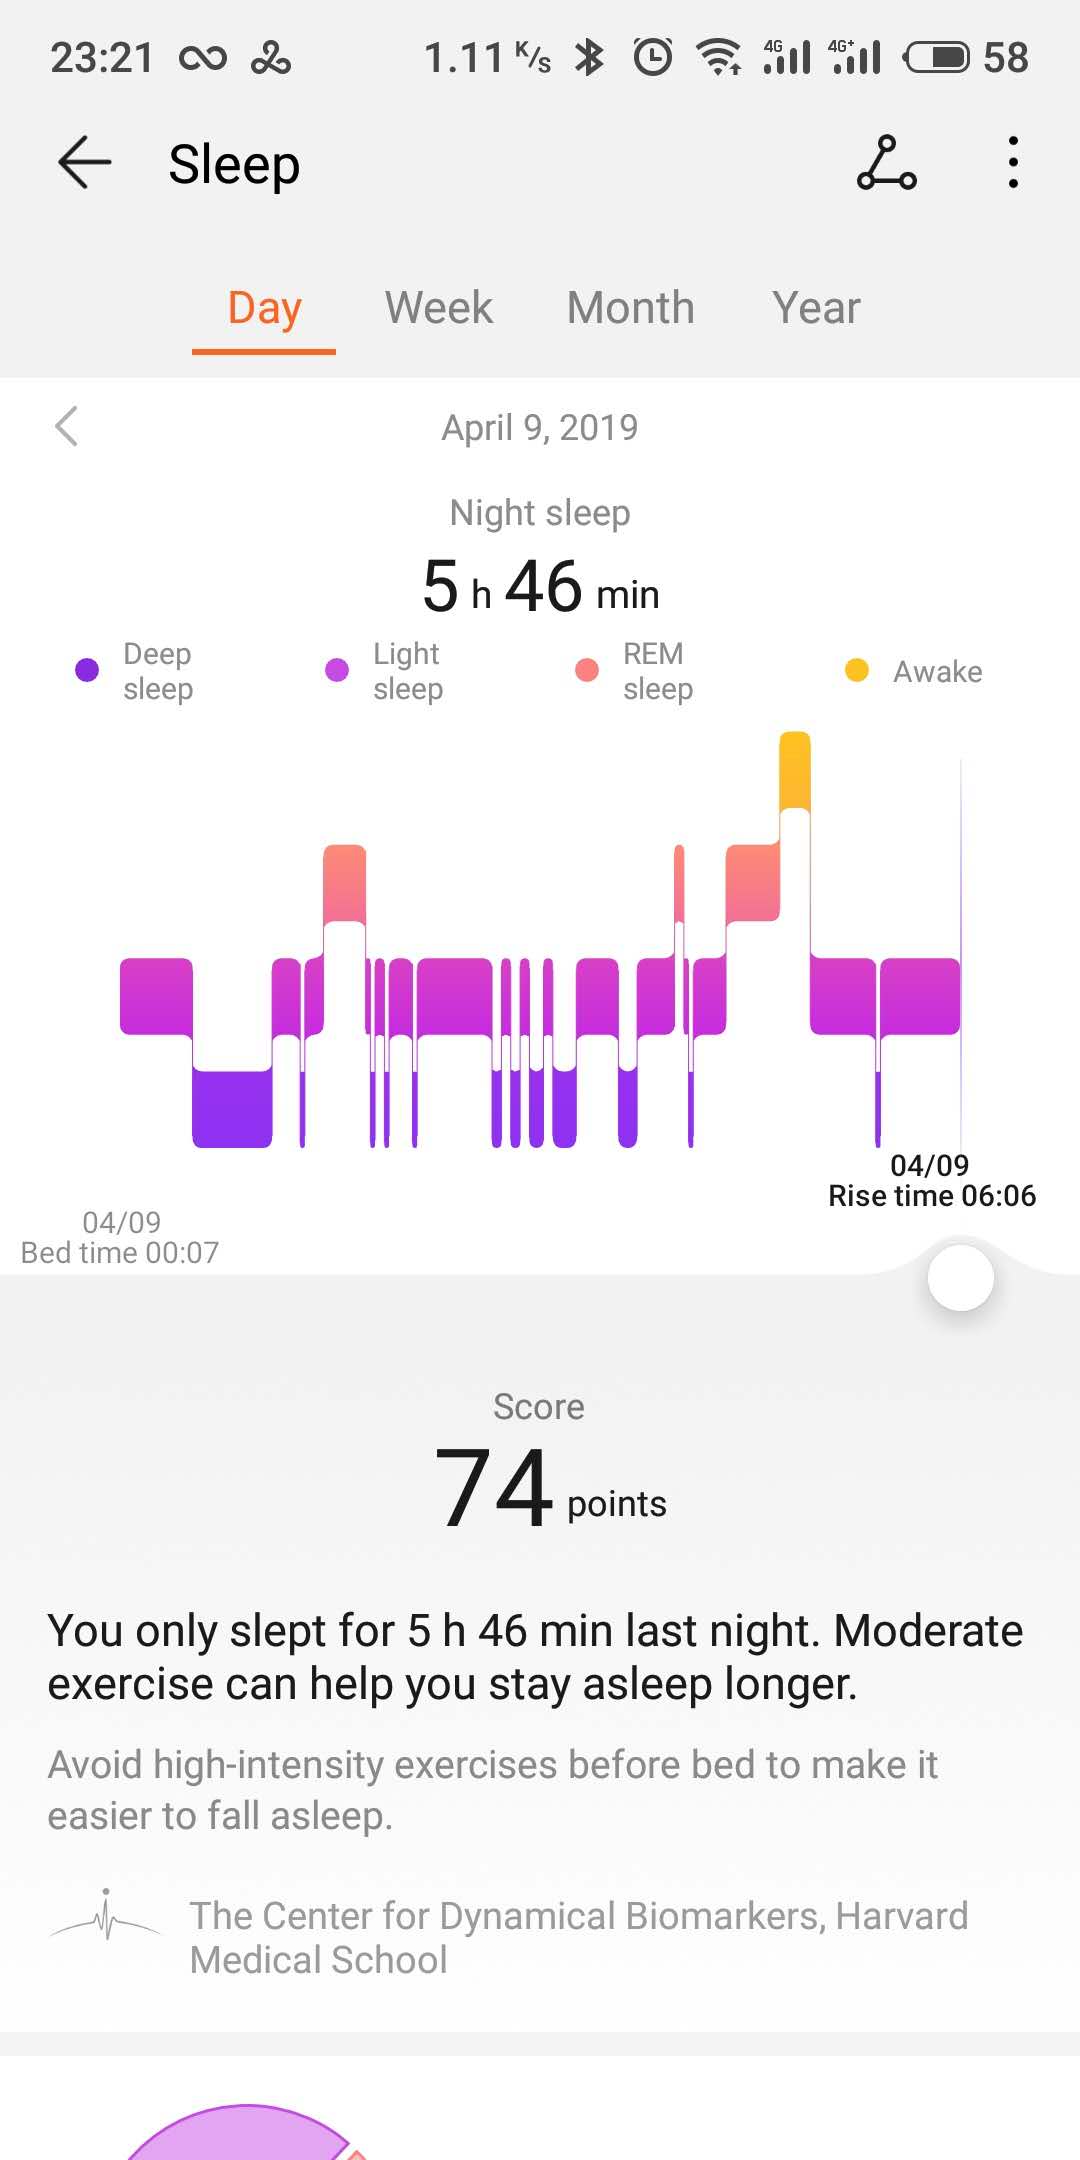 23:21 1.11 K/s 4G 4G+ 58
Sleep
Day Week Month Year
April 9, 2019
Night sleep
5 h 46 min
Deep sleep
Light sleep
REM sleep
Awake
04/09
Rise time 06:06
04/09
Bed time 00:07
Score
74 points
You only slept for 5 h 46 min last night. Moderate
exercise can help you stay asleep longer.
Avoid high-intensity exercises before bed to make it
easier to fall asleep.
The Center for Dynamical Biomarkers, Harvard
Medical School